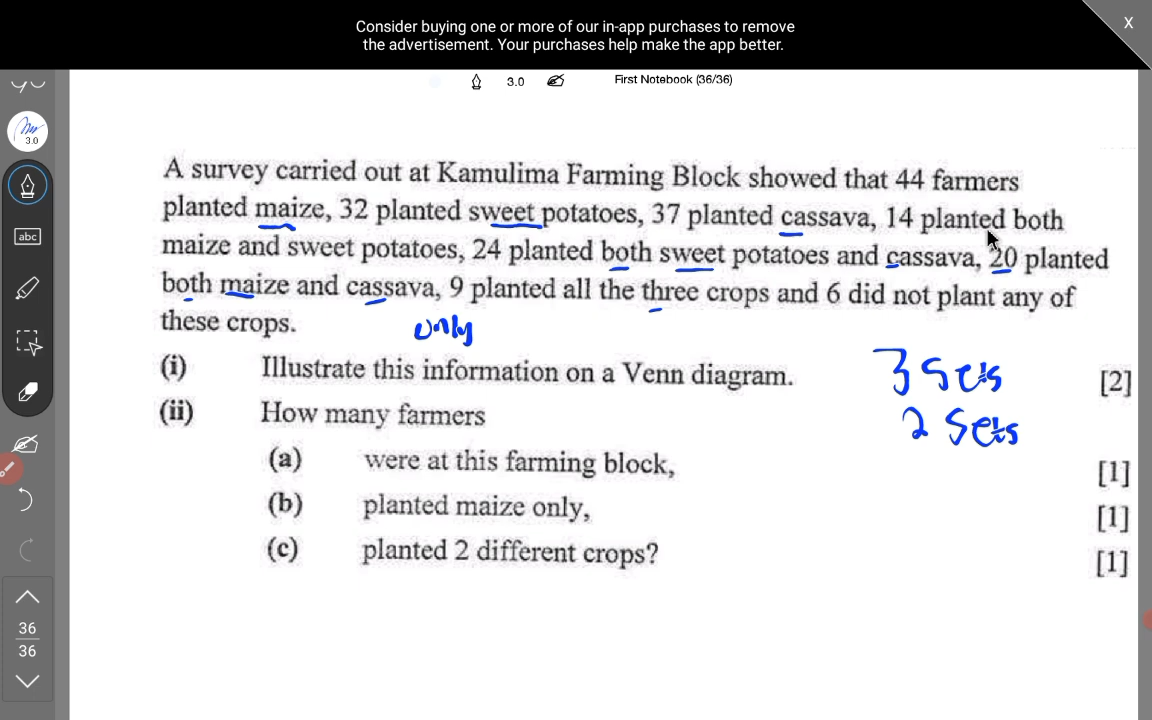 Consider buying one or more of our in-app purchases to remove
the advertisement. Your purchases help make the app better.
X
3.0
First Notebook (36/36)
3.0
abc
A survey carried out at Kamulima Farming Block showed that 44 farmers
planted maize, 32 planted sweet potatoes, 37 planted cassava, 14 planted both
maize and sweet potatoes, 24 planted both sweet potatoes and cassava, 20 planted
both maize and cassava, 9 planted all the three crops and 6 did not plant any of
these crops.
only
(i) Illustrate this information on a Venn diagram. [2]
3 Sets
2 Sets
(ii) How many farmers
(a) were at this farming block, [1]
(b) planted maize only, [1]
(c) planted 2 different crops? [1]
36
36